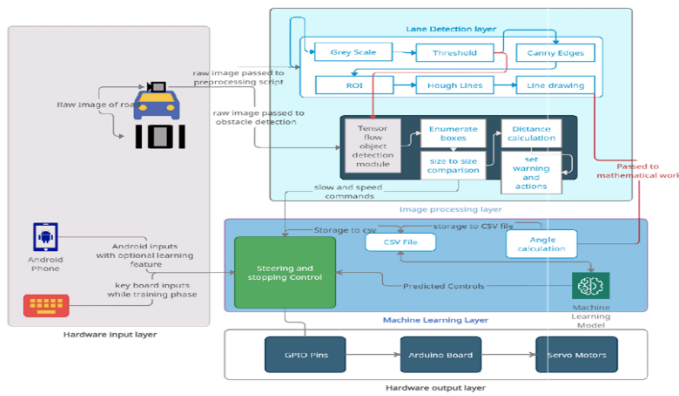 Lane Detection layer
Grey Scale
Threshold
Canny Edges
ROI
Hough Lines
Line drawing
raw image passed to
preprocessing script
Raw image of road
raw image passed to
obstacle detection
Tensor
flow
object
detection
module
Enumerate
boxes
Distance
calculation
size to size
comparison
set
warning
and
actions
Passed to
mathematical work
slow and speed
commands
Image processing layer
Android
Phone
Android inputs
with optional learning
feature
key board inputs
while training phase
Hardware input layer
Steering and
stopping Control
Storage to csv
CSV File
storage to CSV file
Angle
calculation
Predicted Controls
Machine
Learning
Model
Machine Learning Layer
GPIO Pins
Arduino Board
Servo Motors
Hardware output layer